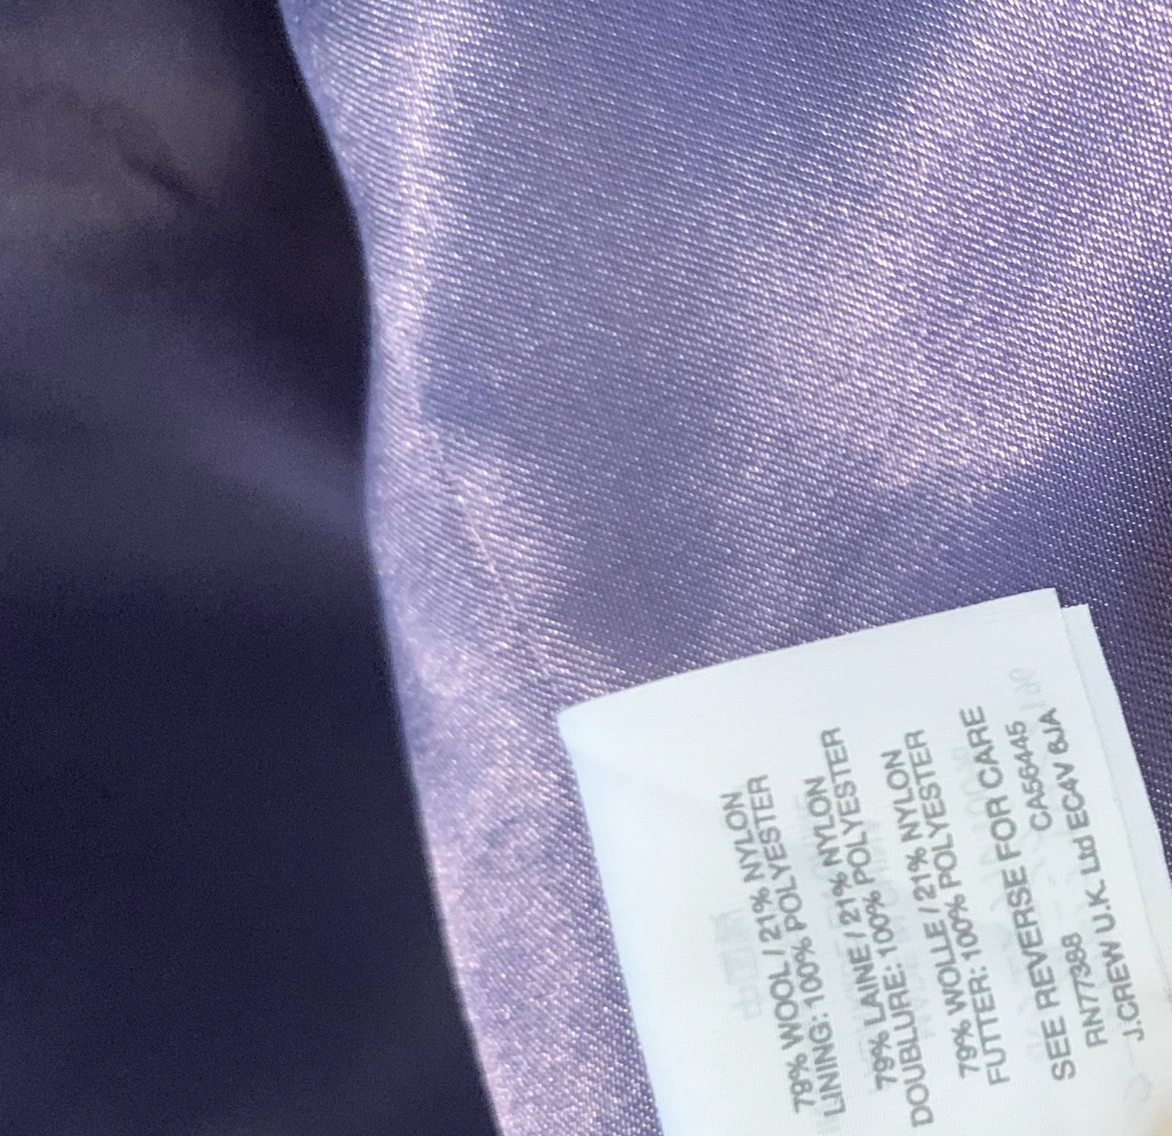 79% WOOL / 21% NYLON
LINING: 100% POLYESTER
79% LAINE / 21% NYLON
DOUBLURE: 100% POLYESTER
79% WOLLE / 21% NYLON
FUTTER: 100% POLYESTER
SEE REVERSE FOR CARE
RN77388 CA56445
J.CREW U.K. Ltd EC4V 6JA